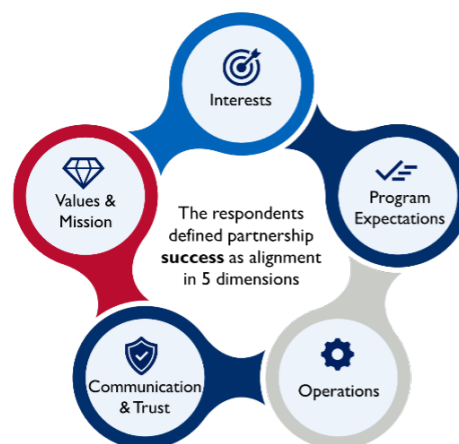 Interests
Values &
Mission
Program
Expectations
The respondents
defined partnership
success as alignment
in 5 dimensions
Communication
& Trust
Operations